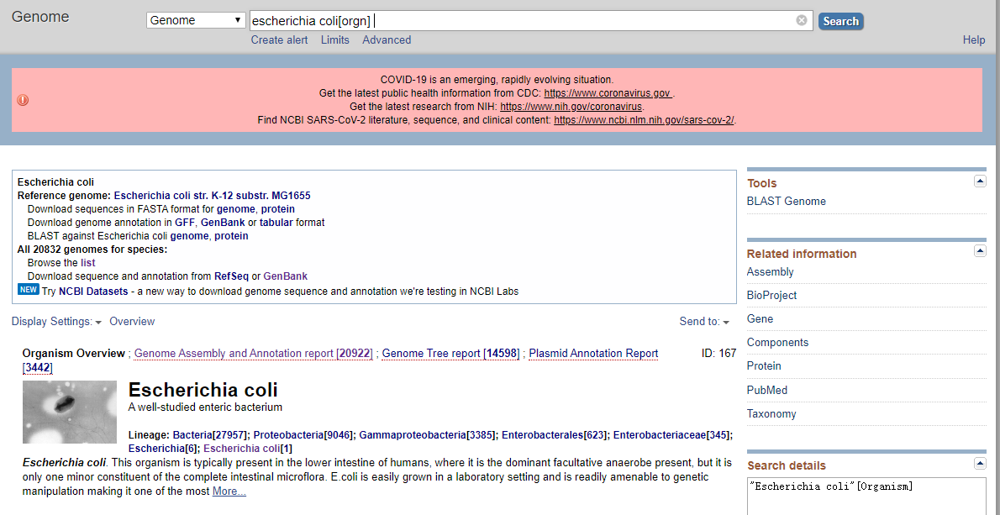 Genome
Genome
escherichia coli[orgn]
Search
Create alert Limits Advanced
Help
COVID-19 is an emerging, rapidly evolving situation.
Get the latest public health information from CDC: https://www.coronavirus.gov .
Get the latest research from NIH: https://www.nih.gov/coronavirus.
Find NCBI SARS-CoV-2 literature, sequence, and clinical content: https://www.ncbi.nlm.nih.gov/sars-cov-2/.
Escherichia coli
Reference genome: Escherichia coli str. K-12 substr. MG1655
Download sequences in FASTA format for genome, protein
Download genome annotation in GFF, GenBank or tabular format
BLAST against Escherichia coli genome, protein
All 20832 genomes for species:
Browse the list
Download sequence and annotation from RefSeq or GenBank
NEW Try NCBI Datasets - a new way to download genome sequence and annotation we're testing in NCBI Labs
Display Settings: Overview
Send to:
Organism Overview ; Genome Assembly and Annotation report [20922] ; Genome Tree report [14598] ; Plasmid Annotation Report
[3442]
ID: 167
Escherichia coli
A well-studied enteric bacterium
Lineage: Bacteria[27957]; Proteobacteria[9046]; Gammaproteobacteria[3385]; Enterobacterales[623]; Enterobacteriaceae[345];
Escherichia[6]; Escherichia coli[1]
Escherichia coli. This organism is typically present in the lower intestine of humans, where it is the dominant facultative anaerobe present, but it is
only one minor constituent of the complete intestinal microflora. E.coli is easily grown in a laboratory setting and is readily amenable to genetic
manipulation making it one of the most More...
Tools
BLAST Genome
Related information
Assembly
BioProject
Gene
Components
Protein
PubMed
Taxonomy
Search details
"Escherichia coli"[Organism]